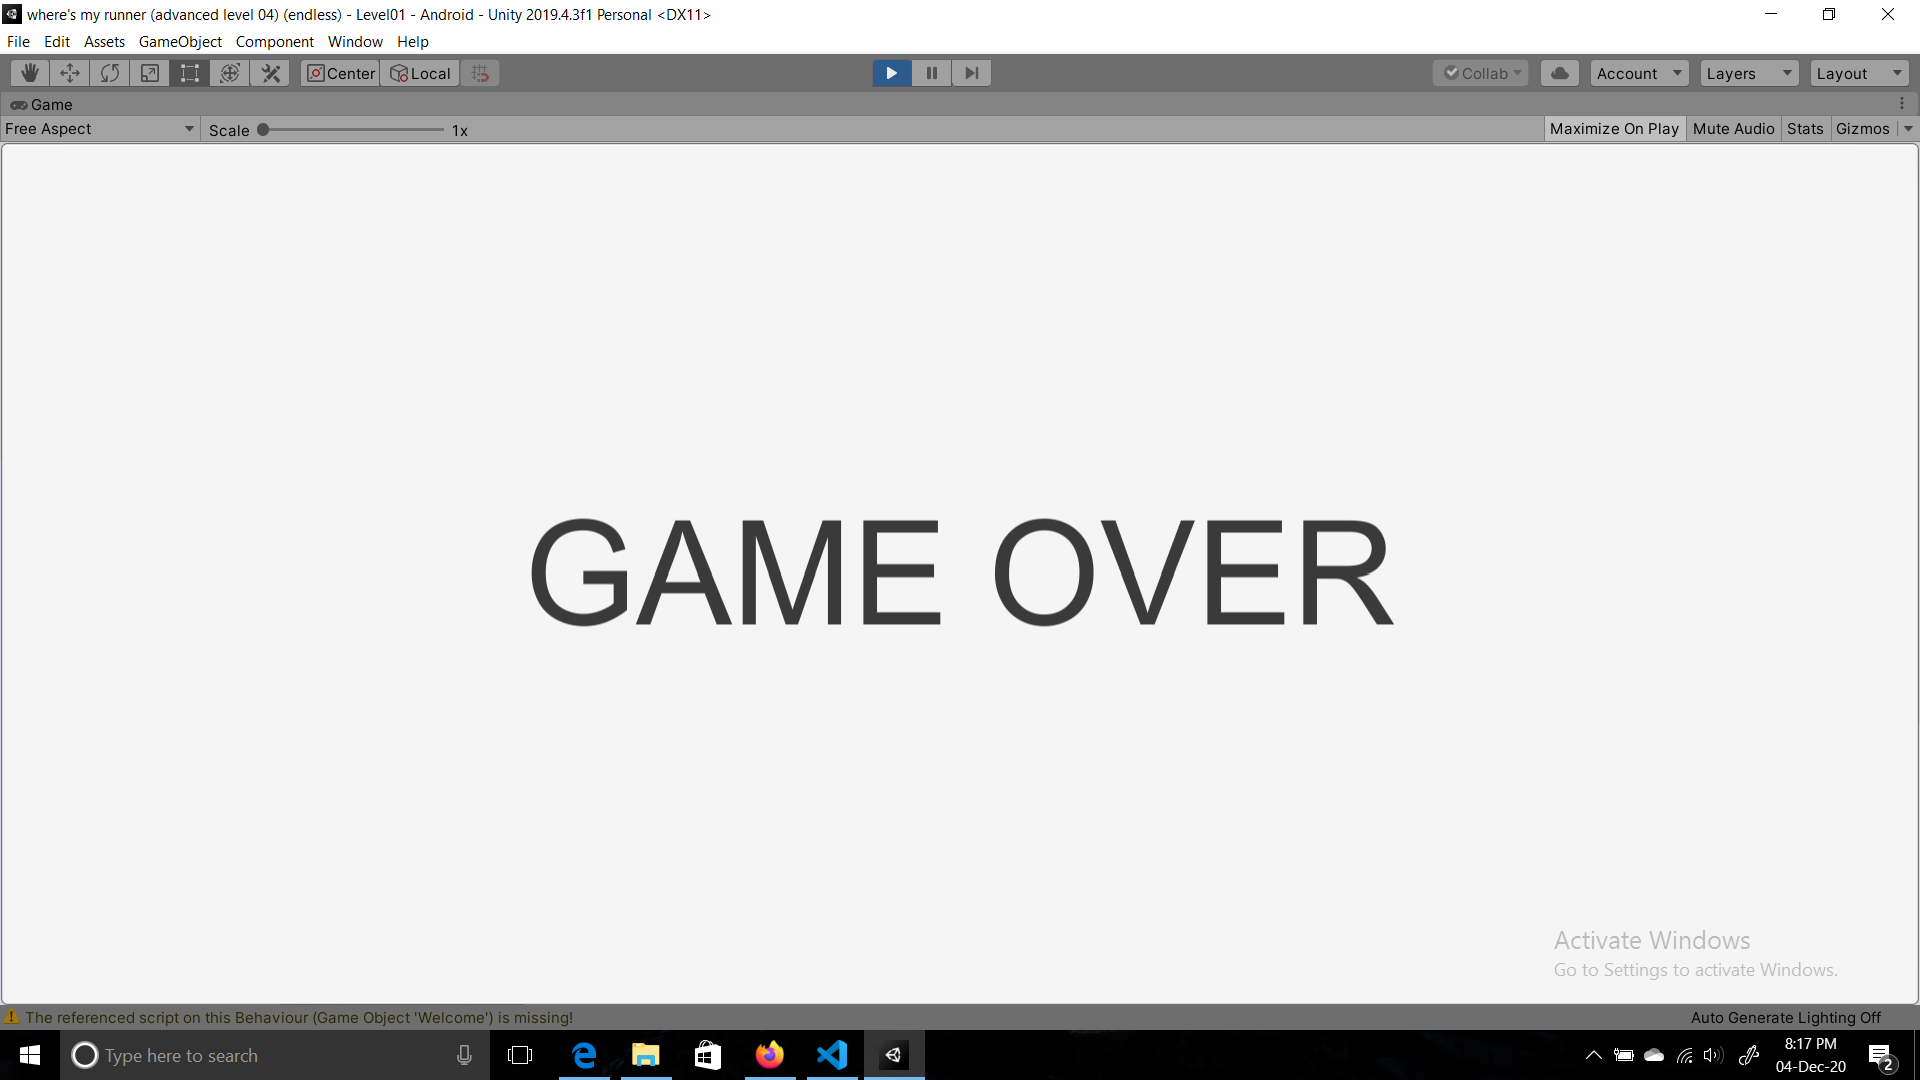 where's my runner (advanced level 04) (endless) - Level01 - Android - Unity 2019.4.3f1 Personal <DX11>
File Edit Assets GameObject Component Window Help
Center Local Collab Account Layers Layout
Game
Free Aspect Scale 1x Maximize On Play Mute Audio Stats Gizmos
GAME OVER
Activate Windows
Go to Settings to activate Windows.
The referenced script on this Behaviour (Game Object 'Welcome') is missing! Auto Generate Lighting Off
Type here to search
8:17 PM
04-Dec-20
2